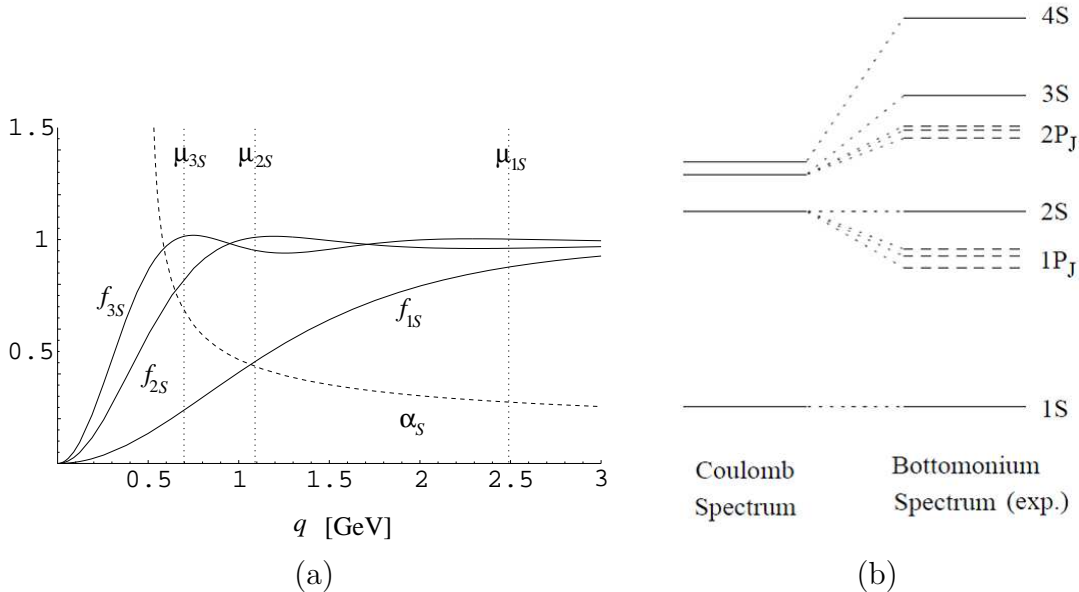 1.5
1
0.5
μ3S
μ2S
μ1S
f3S
f2S
f1S
αS
0.5 1 1.5 2 2.5 3
q [GeV]
(a)
4S
3S
2PJ
2S
1PJ
1S
Coulomb
Spectrum
Bottomonium
Spectrum (exp.)
(b)